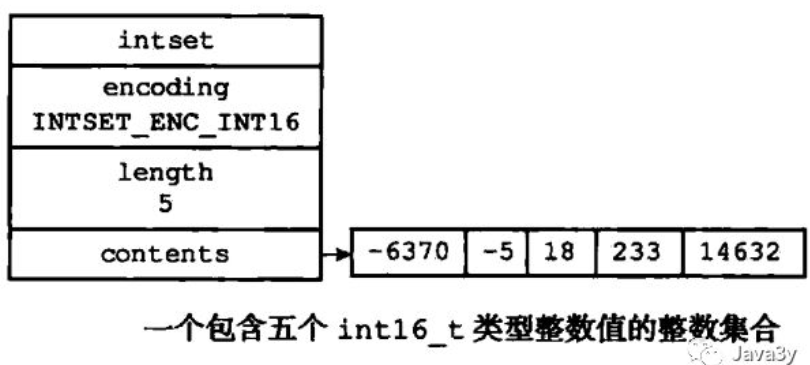 intset
encoding
INTSET_ENC_INT16
length
5
contents
-6370 -5 18 233 14632
一个包含五个 int16_t 类型整数值的整数集合
Java3y